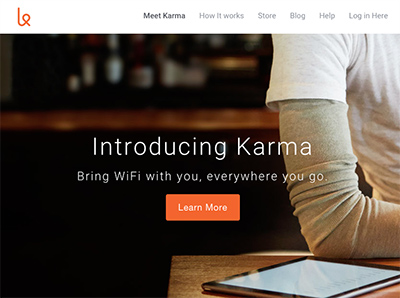 Meet Karma How It works Store Blog Help Log in Here
Introducing Karma
Bring WiFi with you, everywhere you go.
Learn More